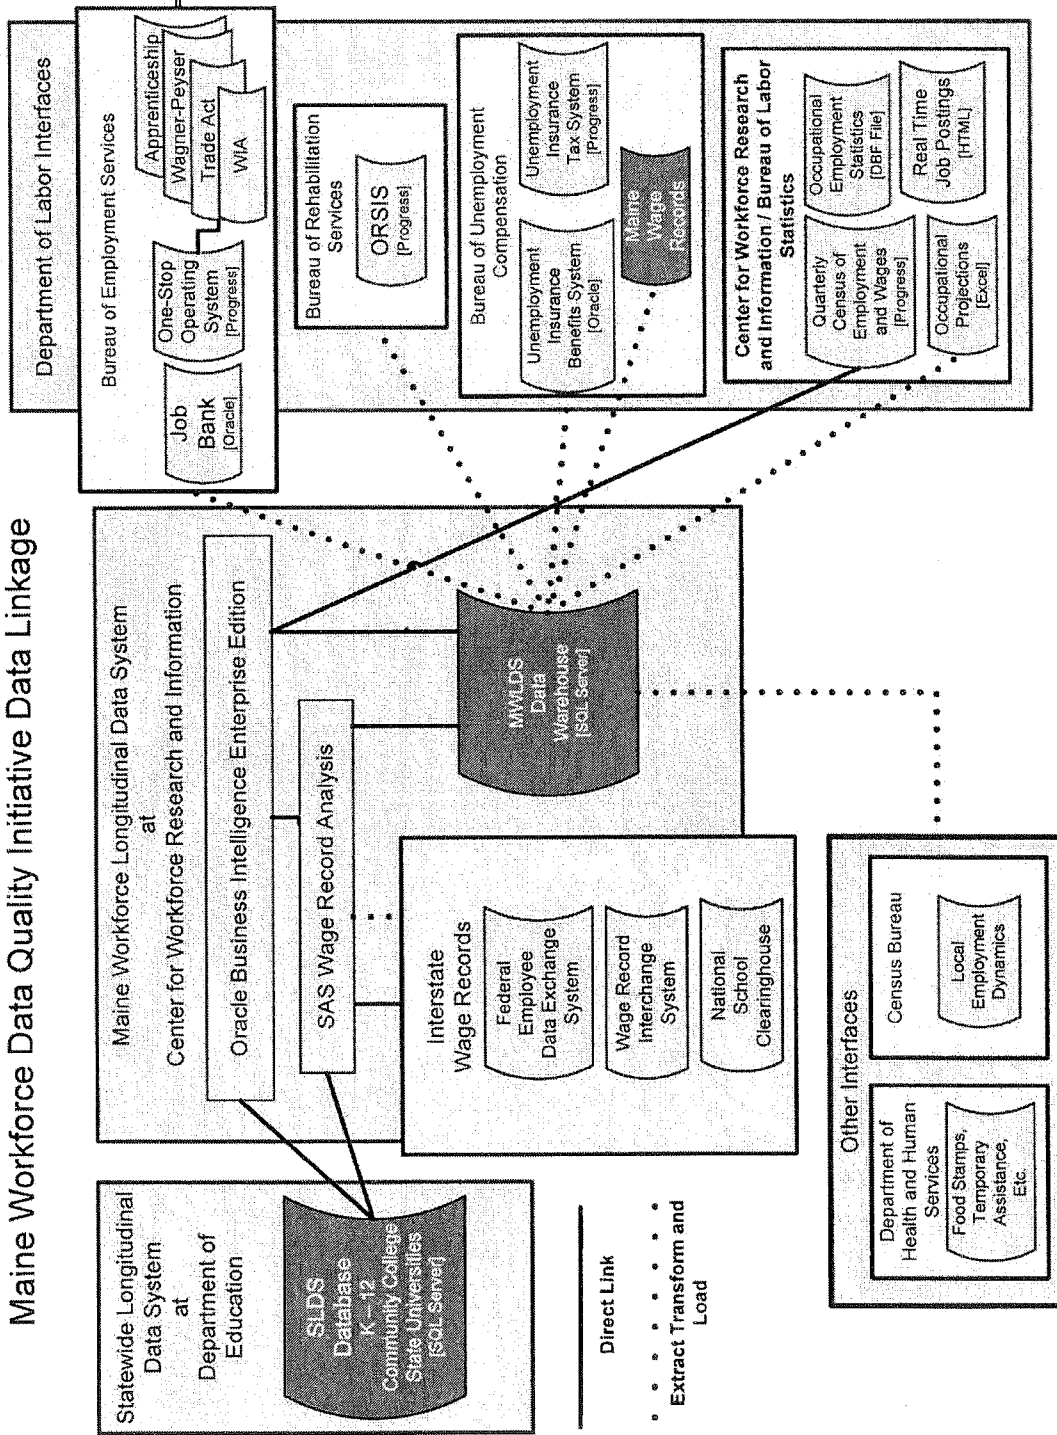 Maine Workforce Data Quality Initiative Data Linkage
Statewide Longitudinal
Data System
at
Department of
Education
SLDS
Database
K–12
Community College
State Universities
[SQL Server]
Direct Link
Extract Transform and
Load
Maine Workforce Longitudinal Data System
at
Center for Workforce Research and Information
Oracle Business Intelligence Enterprise Edition
SAS Wage Record Analysis
Interstate
Wage Records
Federal
Employee
Data Exchange
System
Wage Record
Interchange
System
National
School
Clearinghouse
MWLDS
Data
Warehouse
[SQL Server]
Other Interfaces
Department of
Health and Human
Services
Food Stamps,
Temporary
Assistance,
Etc.
Census Bureau
Local
Employment
Dynamics
Department of Labor Interfaces
Bureau of Employment Services
Job
Bank
[Oracle]
One-Stop
Operating
System
[Progress]
Apprenticeship
Wagner-Peyser
Trade Act
WIA
Bureau of Rehabilitation
Services
ORSIS
[Progress]
Bureau of Unemployment
Compensation
Unemployment
Insurance
Benefits System
[Oracle]
Unemployment
Insurance
Tax System
[Progress]
Maine
Wage
Records
Center for Workforce Research
and Information / Bureau of Labor
Statistics
Quarterly
Census of
Employment
and Wages
[Progress]
Occupational
Employment
Statistics
[DBF File]
Occupational
Projections
[Excel]
Real Time
Job Postings
[HTML]